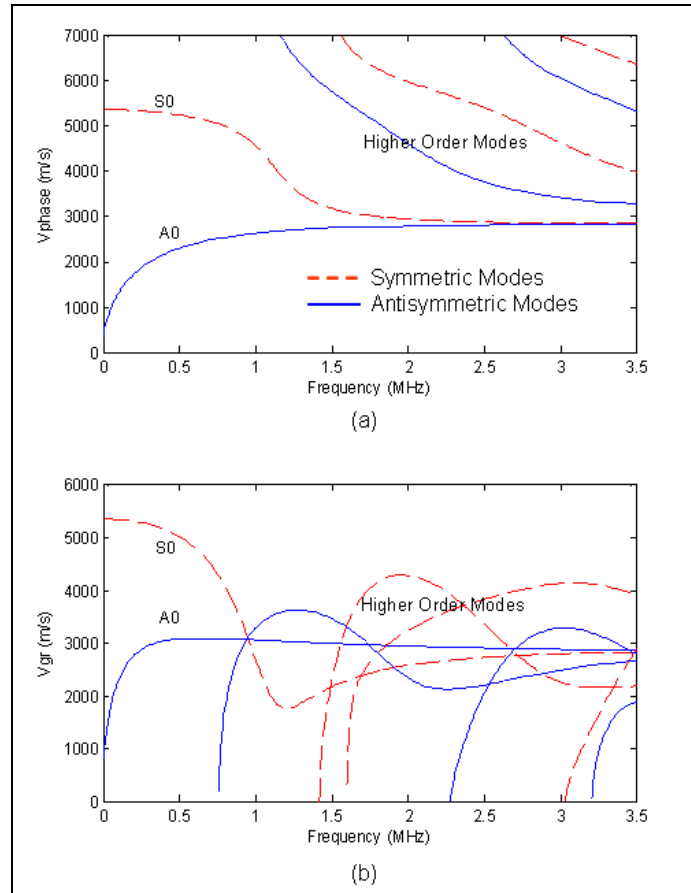 7000
6000
5000
4000
3000
2000
1000
0
Vphase (m/s)
S0
A0
Higher Order Modes
Symmetric Modes
Antisymmetric Modes
0 0.5 1 1.5 2 2.5 3 3.5
Frequency (MHz)
(a)
6000
5000
4000
3000
2000
1000
0
Vgr (m/s)
S0
A0
Higher Order Modes
0 0.5 1 1.5 2 2.5 3 3.5
Frequency (MHz)
(b)